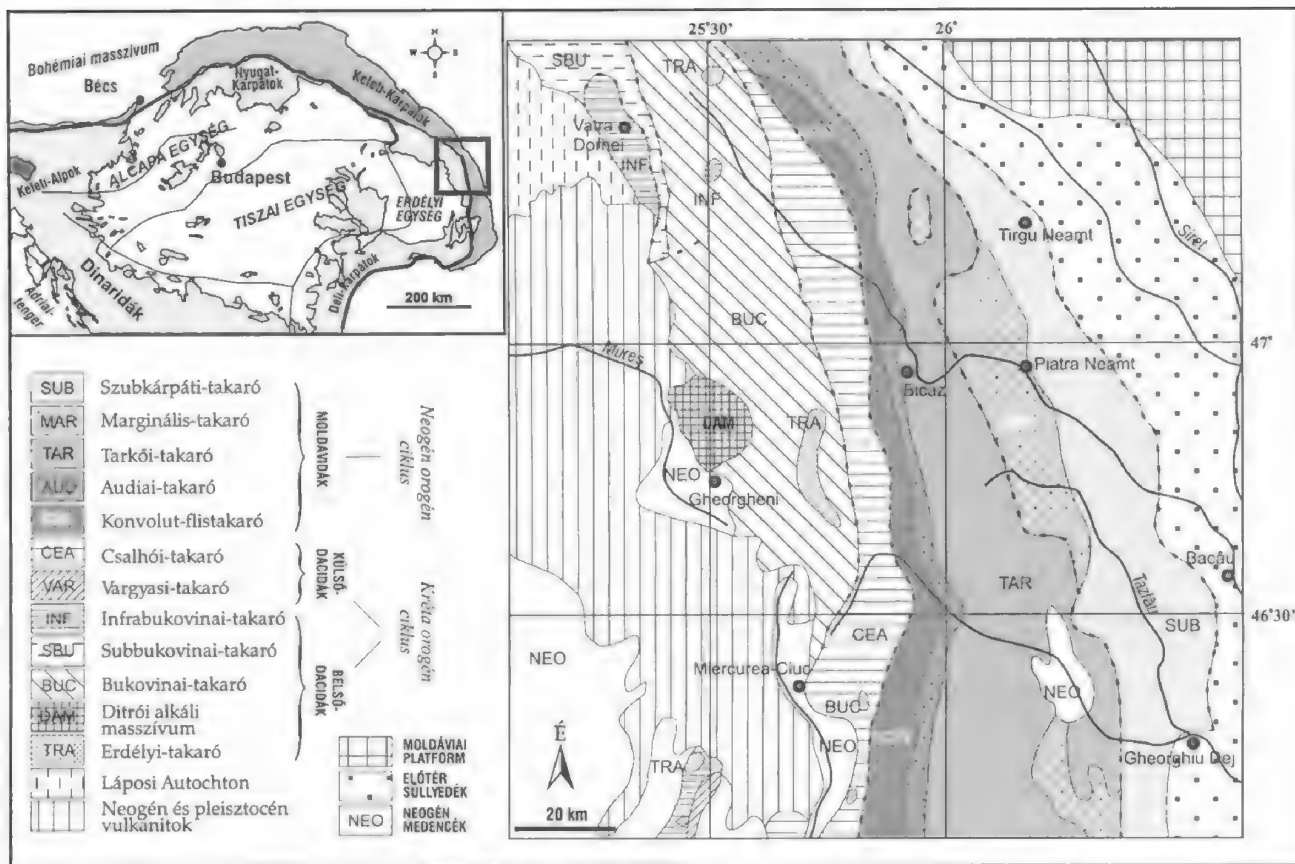 Bohémiai masszívum
Bécs
Nyugat-
Kárpátok
Keleti-Kárpátok
N
W
S
Keleti-Alpok
ALCAPA EGYSÉG
Budapest
TISZAI EGYSÉG
ERDÉLYI
EGYSÉG
Dinaridák
Adriai-
tenger
Déli-Kárpátok
200 km
SUB Szubkárpáti-takaró
MAR Marginális-takaró
TAR Tarkői-takaró
AUD Audiai-takaró
Konvolut-flistakaró
CEA Csalhói-takaró
VAR Vargyasi-takaró
INF Infrabukovinai-takaró
SBU Subbukovinai-takaró
BUC Bukovinai-takaró
DAM Ditrói alkáli
masszívum
TRA Erdélyi-takaró
Láposi Autochton
Neogén és pleisztocén
vulkanitok
MOLDAVIDÁK
KÜLSŐ-
DACIDÁK
BELSŐ-
DACIDÁK
Neogén orogén
ciklus
Kréta orogén
ciklus
MOLDÁVIAI
PLATFORM
ELŐTÉR
SÜLLYEDÉK
NEO NEOGÉN
MEDENCÉK
25°30'
26°
47°
46°30'
SBU
TRA
Vatra
Dornei
INF
INF
Tirgu Neamt
Siret
BUC
Mures
Bicaz
Piatra Neamt
DAM
TRA
NEO
Gheorgheni
TAR
Bacâu
Tazlâu
SUB
CEA
NEO
Miercurea-Ciuc
NEO
BUC
NEO
TRA
Gheorghiu Dej
É
20 km